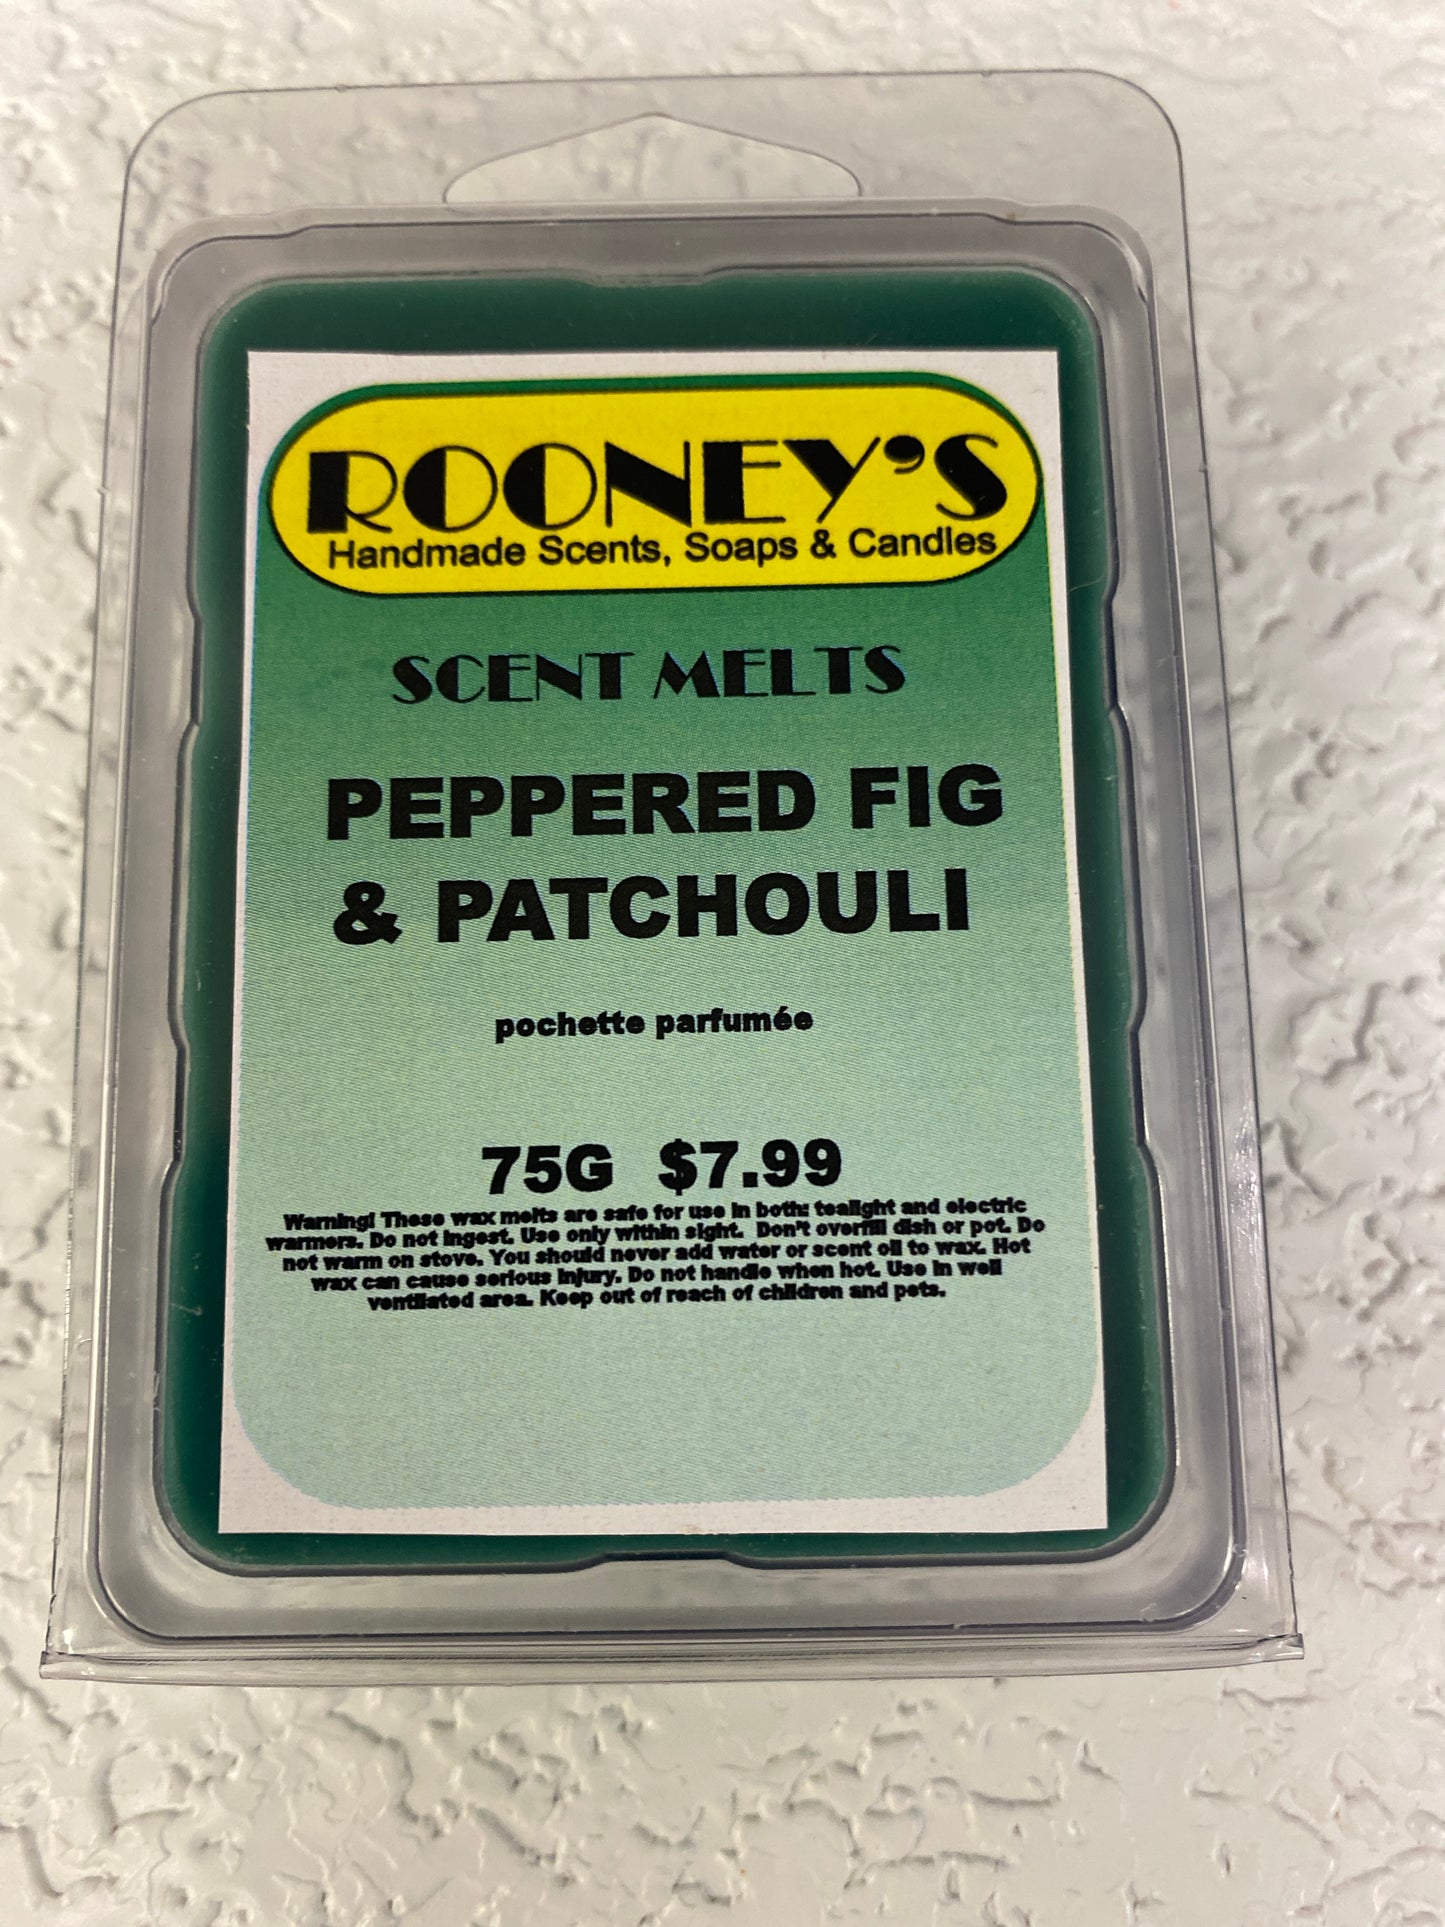 ROONEY'S
Handmade Scents, Soaps & Candles
SCENT MELTS
PEPPERED FIG
& PATCHOULI
pochette parfumée
75G $7.99
Warning! These wax melts are safe for use in both: tealight and electric
warmers. Do not ingest. Use only within sight. Don't overfill dish or pot. Do
not warm on stove. You should never add water or scent oil to wax. Hot
wax can cause serious injury. Do not handle when hot. Use in well
ventilated area. Keep out of reach of children and pets.